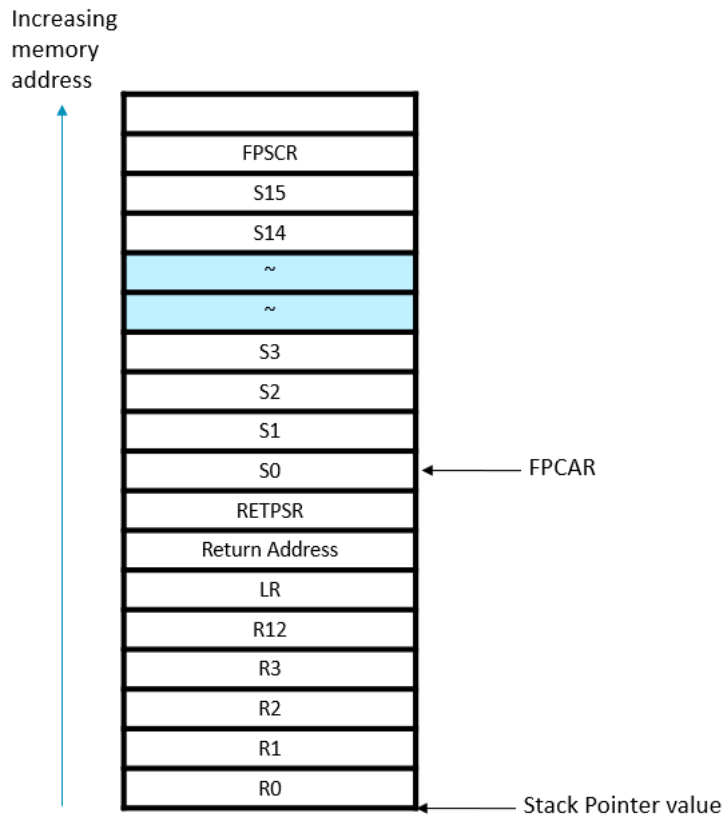 Increasing
memory
address
FPSCR
S15
S14
~
~
S3
S2
S1
S0
FPCAR
RETPSR
Return Address
LR
R12
R3
R2
R1
R0
Stack Pointer value